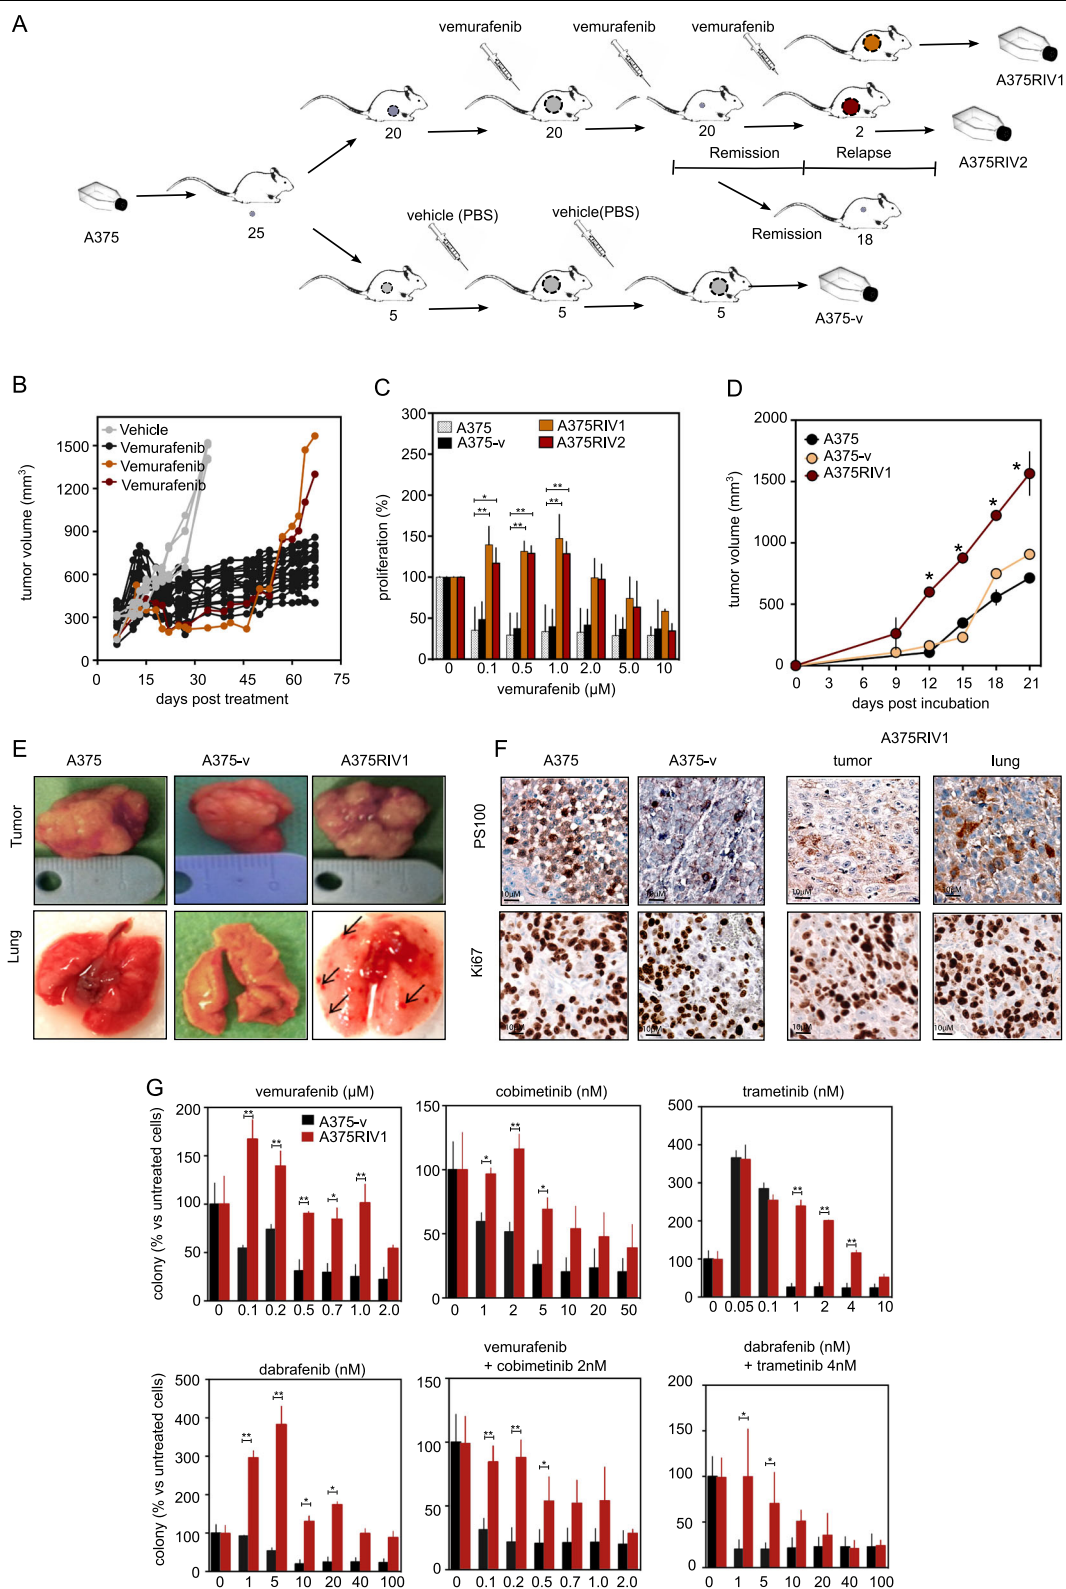 A
vemurafenib
vemurafenib
vemurafenib
A375RIV1
20
20
20
2
A375RIV2
Remission
Relapse
A375
25
vehicle (PBS)
vehicle(PBS)
Remission
18
5
5
5
A375-v
B
tumor volume (mm³)
Vehicle
Vemurafenib
Vemurafenib
Vemurafenib
1500
1200
900
600
300
0
0 15 30 45 60 75
days post treatment
C
proliferation (%)
A375
A375-v
A375RIV1
A375RIV2
300
250
200
150
100
50
0
* ** ** ** ** **
0 0.1 0.5 1.0 2.0 5.0 10
vemurafenib (µM)
D
tumor volume (mm³)
A375
A375-v
A375RIV1
2000
1500
1000
500
0
* * * *
0 3 6 9 12 15 18 21
days post incubation
E
A375 A375-v A375RIV1
Tumor
Lung
F
A375RIV1
A375 A375-v tumor lung
PS100
10µM 10µM 10µM 10µM
Ki67
10µM 10µM 10µM 10µM
G
vemurafenib (µM)
colony (% vs untreated cells)
A375-v
A375RIV1
200
150
100
50
0
** ** ** * **
0 0.1 0.2 0.5 0.7 1.0 2.0
cobimetinib (nM)
150
100
50
0
* ** *
0 1 2 5 10 20 50
trametinib (nM)
500
400
300
200
100
0
** ** **
0 0.05 0.1 1 2 4 10
dabrafenib (nM)
colony (% vs untreated cells)
500
400
300
200
100
0
** ** * *
0 1 5 10 20 40 100
vemurafenib
+ cobimetinib 2nM
150
100
50
0
** ** *
0 0.1 0.2 0.5 0.7 1.0 2.0
dabrafenib (nM)
+ trametinib 4nM
200
150
100
50
0
* *
0 1 5 10 20 40 100